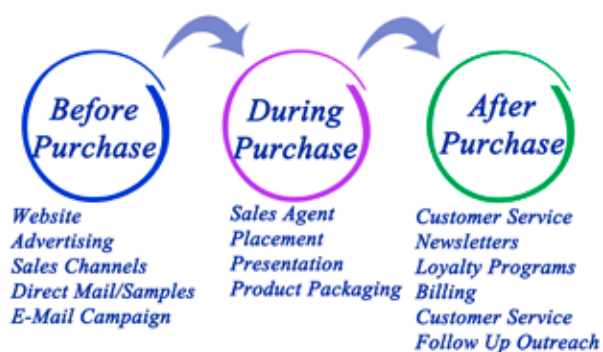 Before
Purchase
During
Purchase
After
Purchase
Website
Advertising
Sales Channels
Direct Mail/Samples
E-Mail Campaign
Sales Agent
Placement
Presentation
Product Packaging
Customer Service
Newsletters
Loyalty Programs
Billing
Customer Service
Follow Up Outreach